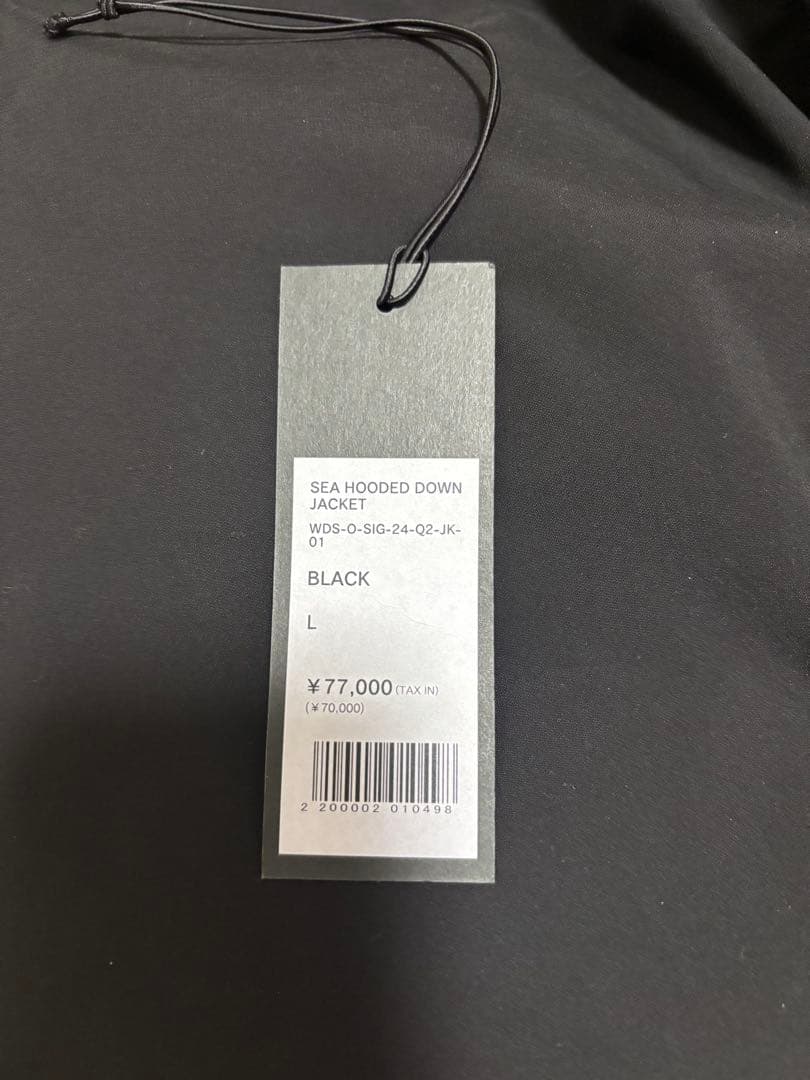 SEA HOODED DOWN
JACKET
WDS-O-SIG-24-Q2-JK-
01
BLACK
L
¥77,000 (TAX IN)
(¥70,000)
2 200002 010498